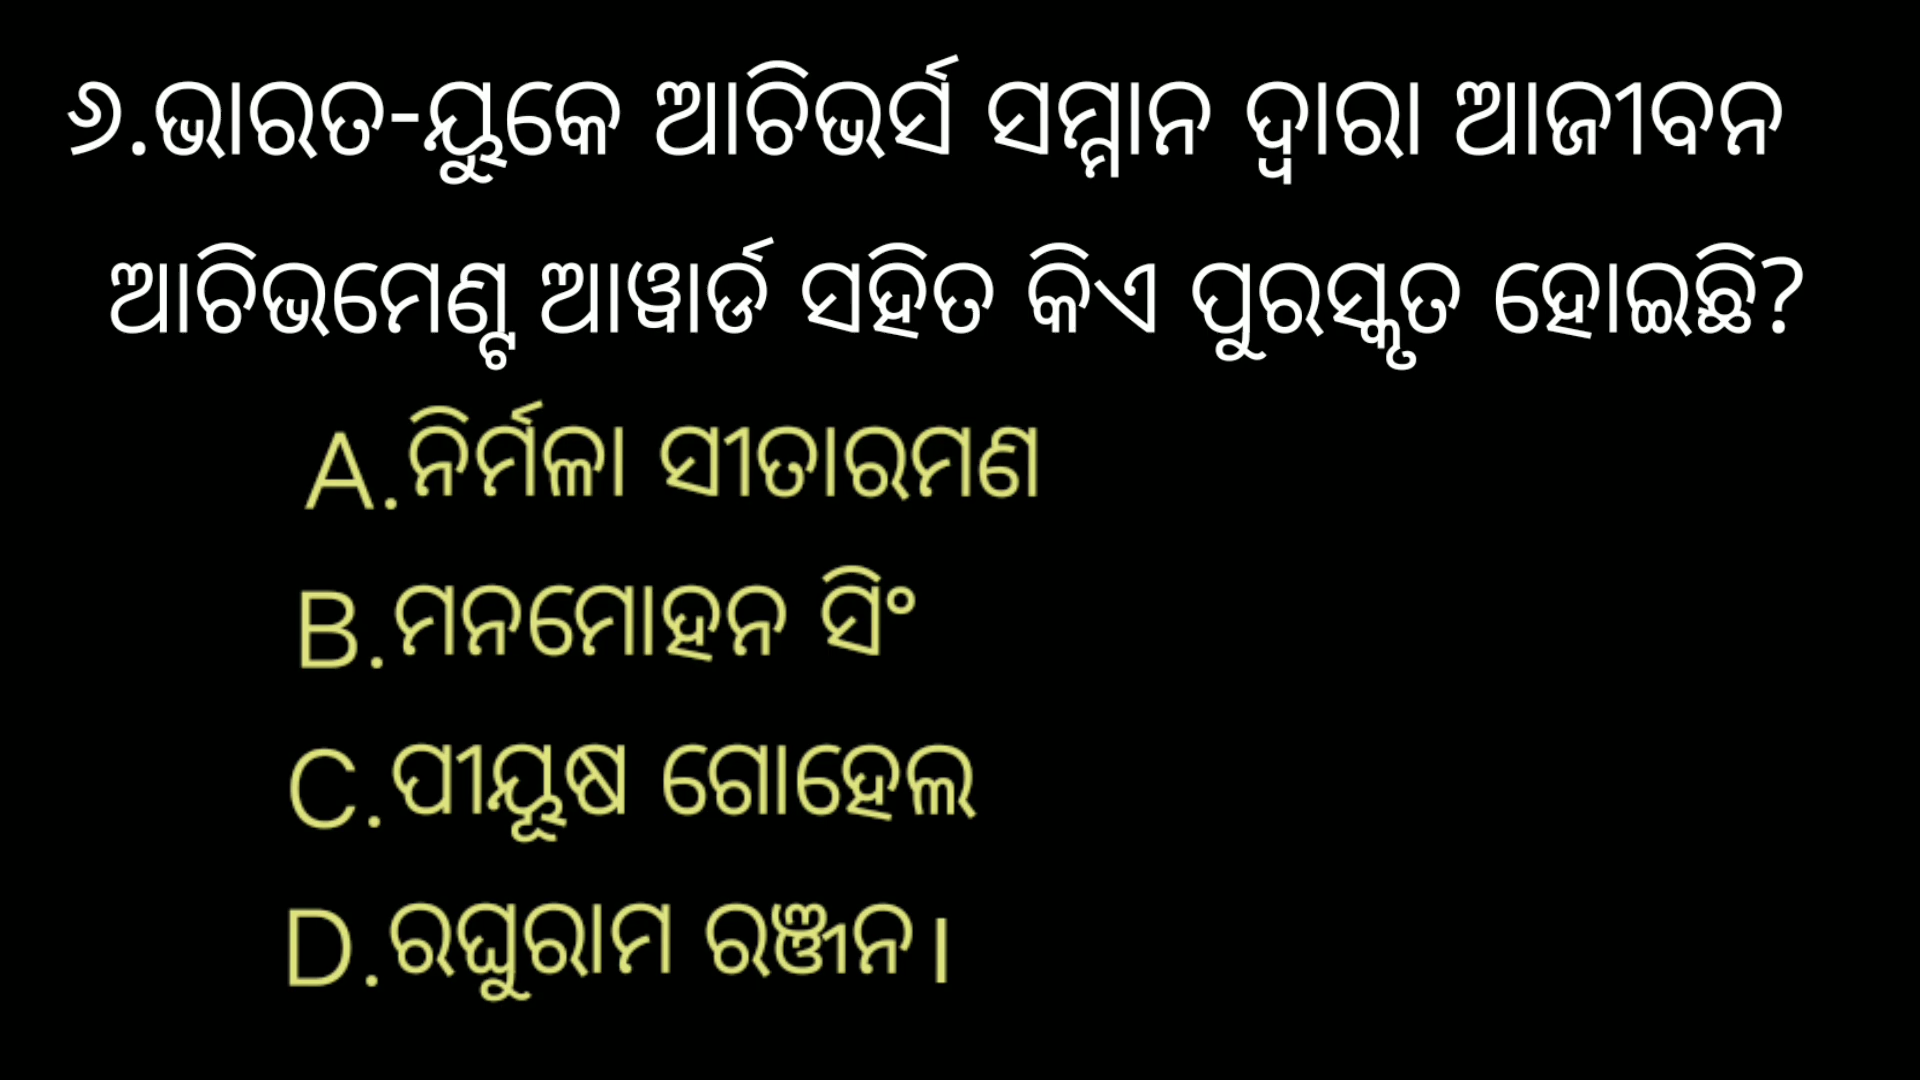 ୬.ଭାରତ-ୟୁକେ ଆଚିଭର୍ସ ସମ୍ମାନ ଦ୍ୱାରା ଆଜୀବନ
ଆଚିଭମେଣ୍ଟ ଆୱାର୍ଡ ସହିତ କିଏ ପୁରସ୍କୃତ ହୋଇଛି?
A.ନିର୍ମଳା ସୀତାରମଣ
B.ମନମୋହନ ସିଂ
C.ପୀୟୂଷ ଗୋହେଲ
D.ରଘୁରାମ ରଞ୍ଜନ।